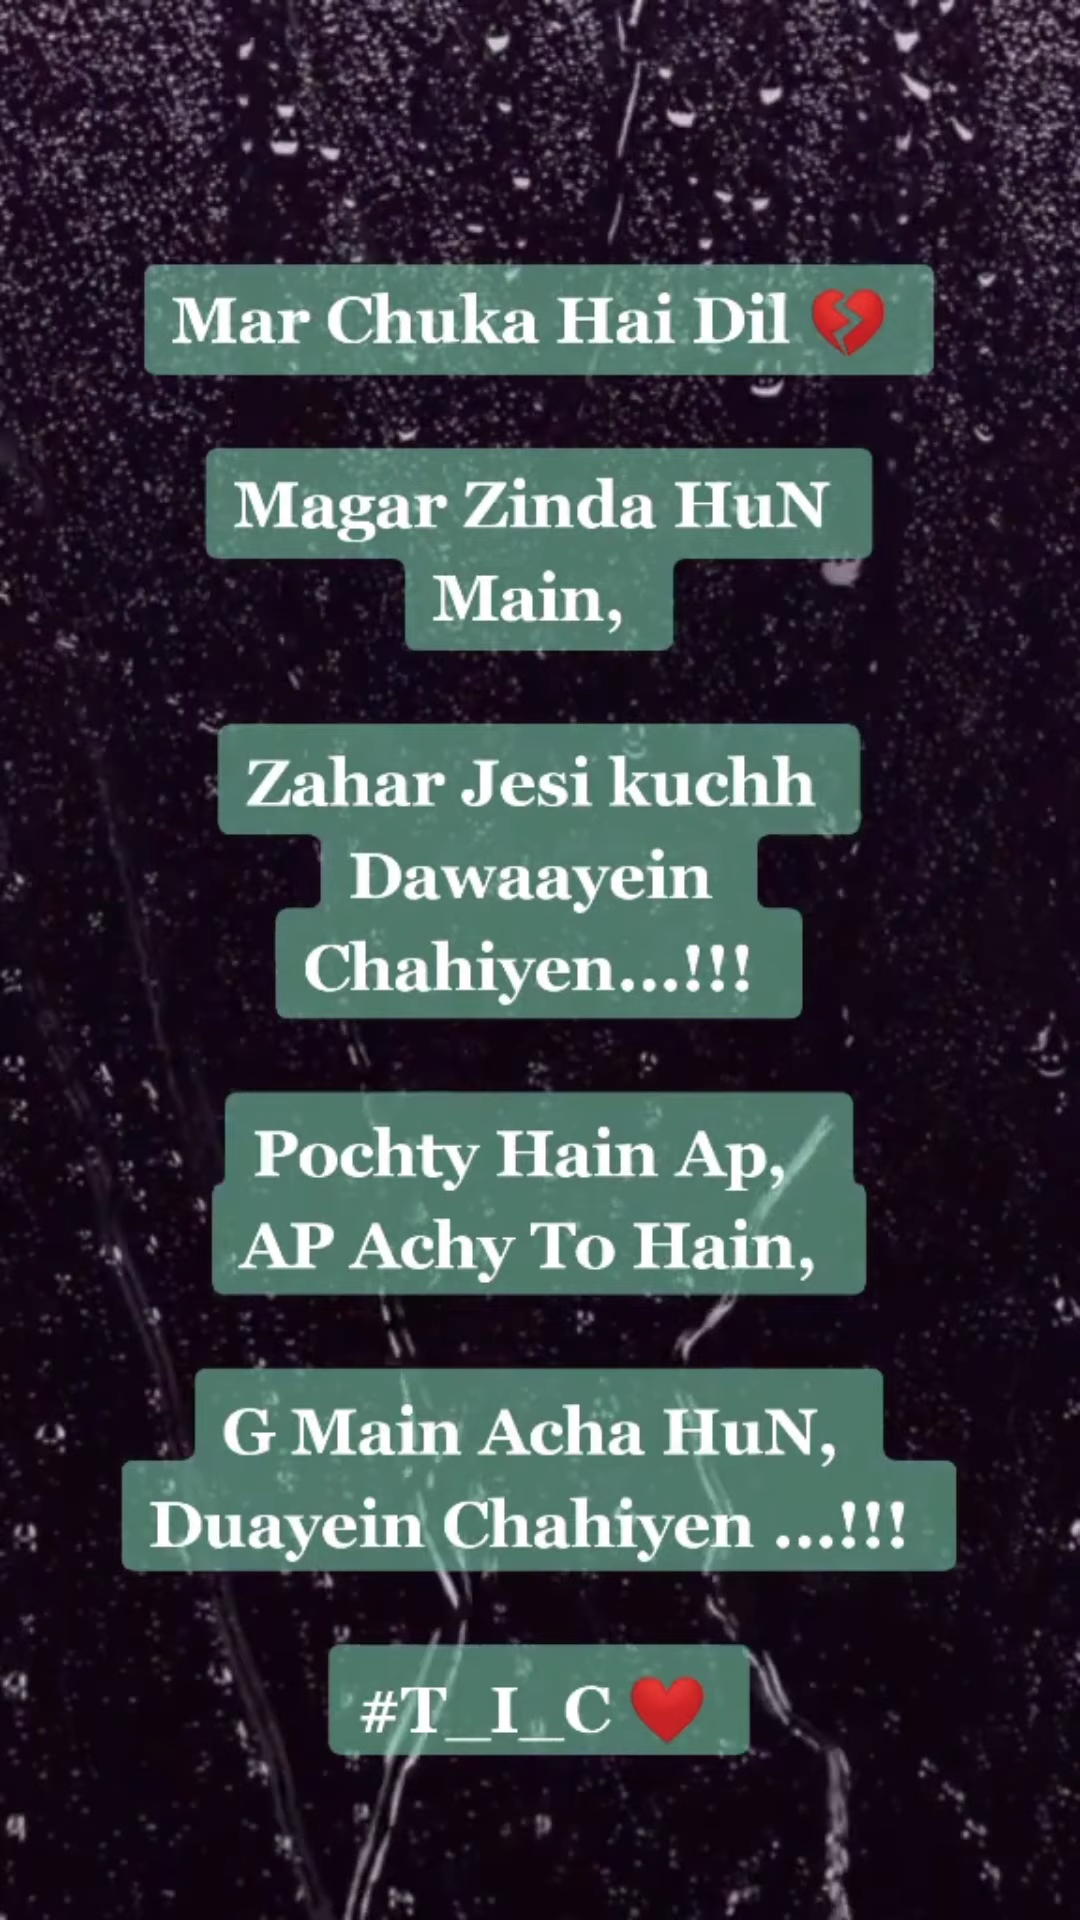 Mar Chuka Hai Dil 💔
Magar Zinda HuN
Main,
Zahar Jesi kuchh
Dawaayein
Chahiyen...!!!
Pochty Hain Ap,
AP Achy To Hain,
G Main Acha HuN,
Duayein Chahiyen ...!!!
#T_I_C ❤️